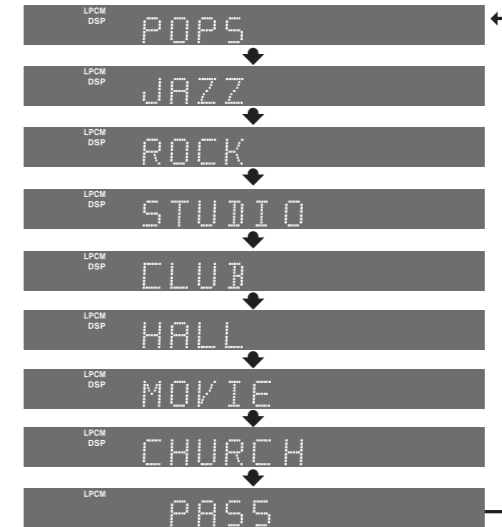 LPCM
DSP
POPS
LPCM
DSP
JAZZ
LPCM
DSP
ROCK
LPCM
DSP
STUDIO
LPCM
DSP
CLUB
LPCM
DSP
HALL
LPCM
DSP
MOVIE
LPCM
DSP
CHURCH
LPCM
PASS